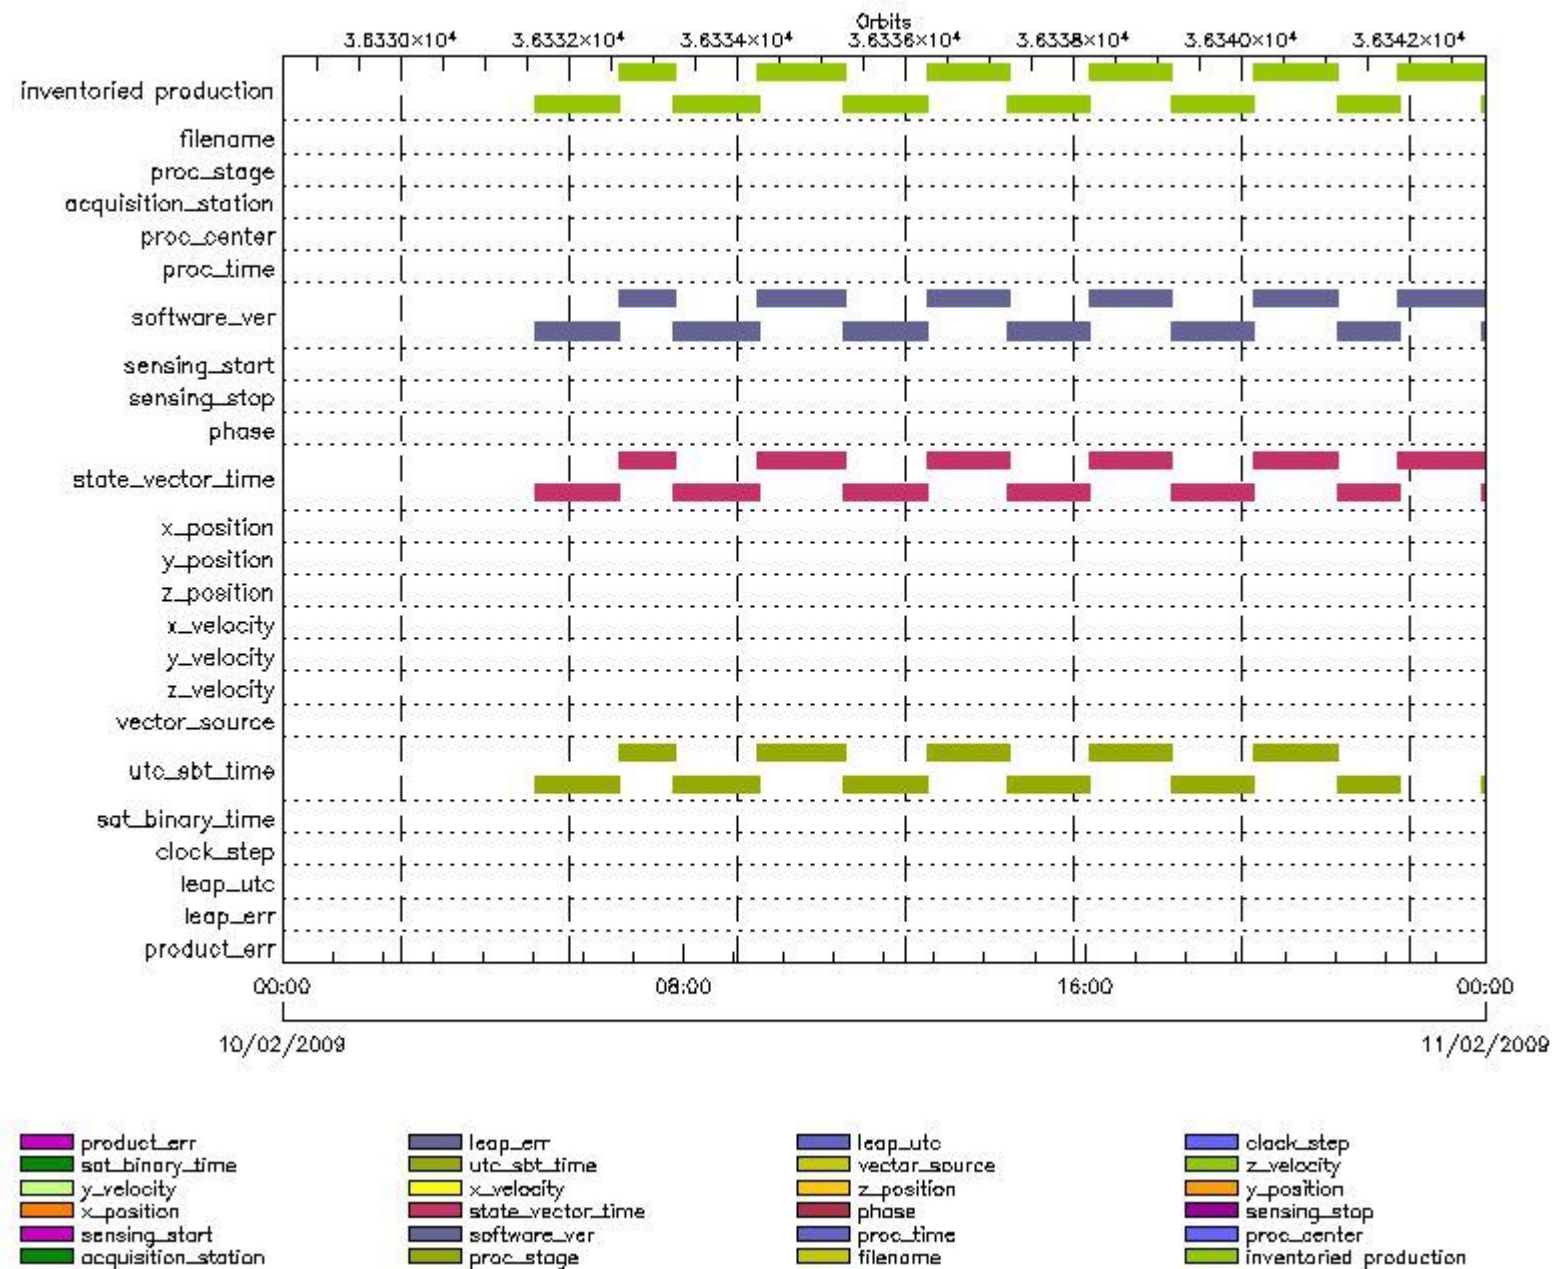 Orbits
3.6330×10⁴ 3.6332×10⁴ 3.6334×10⁴ 3.6336×10⁴ 3.6338×10⁴ 3.6340×10⁴ 3.6342×10⁴
inventoried production
filename
proc_stage
acquisition_station
proc_center
proc_time
software_ver
sensing_start
sensing_stop
phase
state_vector_time
x_position
y_position
z_position
x_velocity
y_velocity
z_velocity
vector_source
utc_sbt_time
sat_binary_time
clock_step
leap_utc
leap_err
product_err
00:00 08:00 16:00 00:00
10/02/2009 11/02/2009
product_err leap_err leap_utc clock_step
sat_binary_time utc_sbt_time vector_source z_velocity
y_velocity x_velocity z_position y_position
x_position state_vector_time phase sensing_stop
sensing_start software_ver proc_time proc_center
acquisition_station proc_stage filename inventoried production